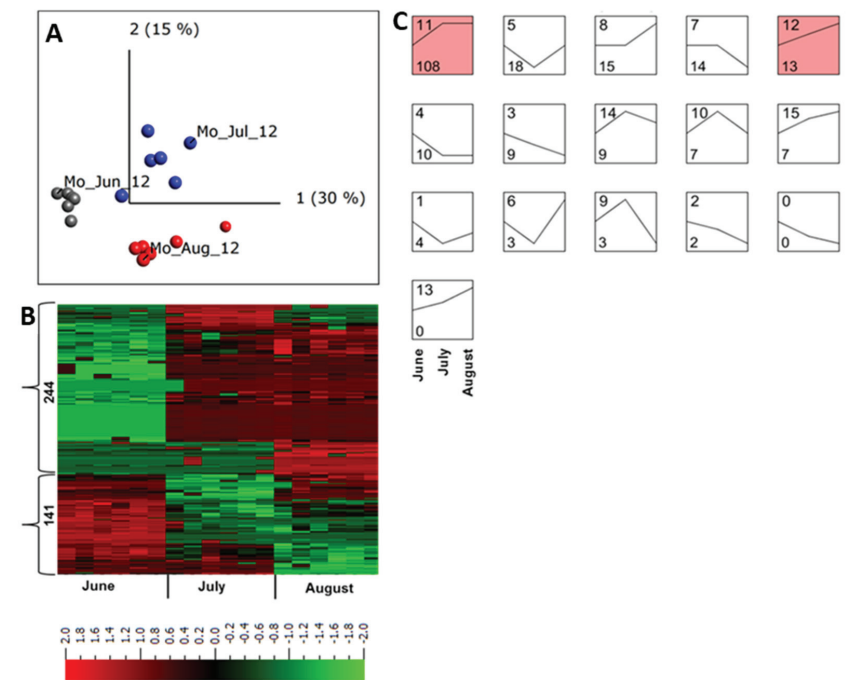 A
2 (15 %)
Mo_Jul_12
Mo_Jun_12
1 (30 %)
Mo_Aug_12
B
244
141
June
July
August
2.0 1.8 1.6 1.4 1.2 1.0 0.8 0.6 0.4 0.2 0.0 -0.2 -0.4 -0.6 -0.8 -1.0 -1.2 -1.4 -1.6 -1.8 -2.0
C
11 5 8 7 12
108 18 15 14 13
4 3 14 10 15
10 9 9 7 7
1 6 9 2 0
4 3 3 2 0
13
0
June
July
August